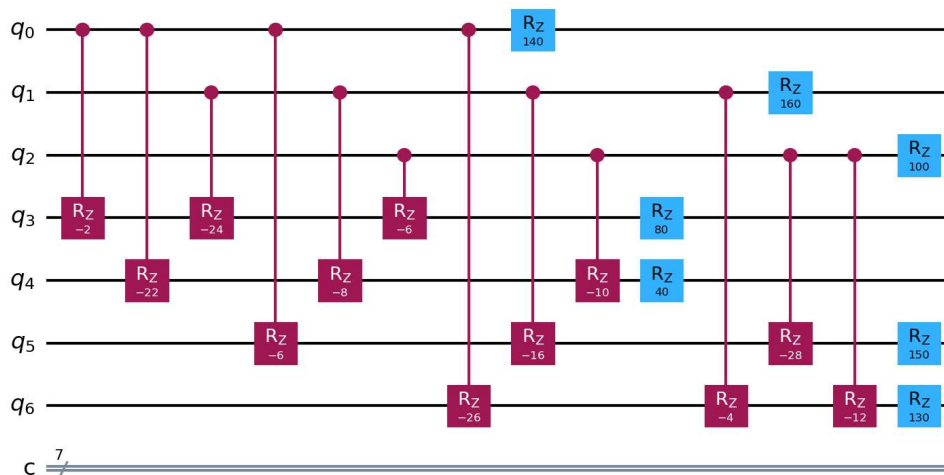 q0 RZ 140
q1 RZ 160
q2 RZ 100
q3 RZ −2 RZ −24 RZ −6 RZ 80
q4 RZ −22 RZ −8 RZ −10 RZ 40
q5 RZ −6 RZ −16 RZ −28 RZ 150
q6 RZ −26 RZ −4 RZ −12 RZ 130
c 7